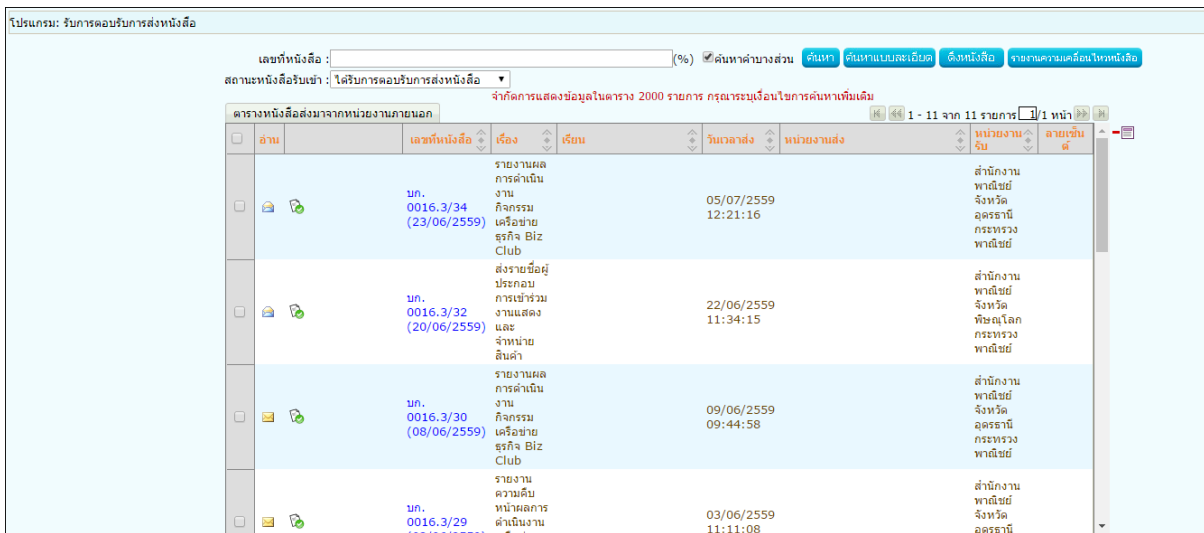 โปรแกรม: รับการตอบรับการส่งหนังสือ
เลขที่หนังสือ : (%) ค้นหาคำบางส่วน ค้นหา ค้นหาแบบละเอียด ดึงหนังสือ รายงานความเคลื่อนไหวหนังสือ
สถานะหนังสือรับเข้า : ได้รับการตอบรับการส่งหนังสือ
จำกัดการแสดงข้อมูลในตาราง 2000 รายการ กรุณาระบุเงื่อนไขการค้นหาเพิ่มเติม
ตารางหนังสือส่งมาจากหน่วยงานภายนอก 1 - 11 จาก 11 รายการ 1/1 หน้า
อ่าน เลขที่หนังสือ เรื่อง เรียน วันเวลาส่ง หน่วยงานส่ง หน่วยงานรับ ลายเซ็นต์
บก.
0016.3/34
(23/06/2559)
รายงานผล
การดำเนิน
งาน
กิจกรรม
เครือข่าย
ธุรกิจ Biz
Club
05/07/2559
12:21:16
สำนักงาน
พาณิชย์
จังหวัด
อุดรธานี
กระทรวง
พาณิชย์
บก.
0016.3/32
(20/06/2559)
ส่งรายชื่อผู้
ประกอบ
การเข้าร่วม
งานแสดง
และ
จำหน่าย
สินค้า
22/06/2559
11:34:15
สำนักงาน
พาณิชย์
จังหวัด
พิษณุโลก
กระทรวง
พาณิชย์
บก.
0016.3/30
(08/06/2559)
รายงานผล
การดำเนิน
งาน
กิจกรรม
เครือข่าย
ธุรกิจ Biz
Club
09/06/2559
09:44:58
สำนักงาน
พาณิชย์
จังหวัด
อุดรธานี
กระทรวง
พาณิชย์
บก.
0016.3/29
รายงาน
ความคืบ
หน้าผลการ
ดำเนินงาน
03/06/2559
11:11:08
สำนักงาน
พาณิชย์
จังหวัด
อุดรธานี